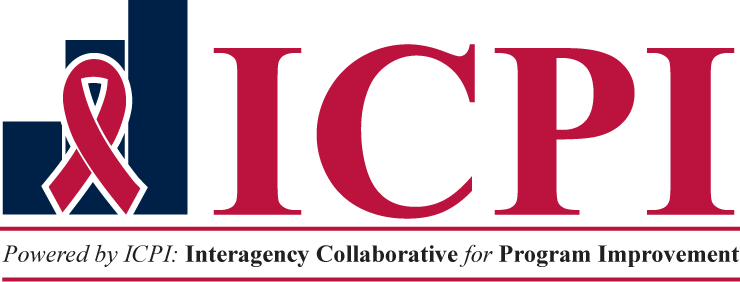 ICPI
Powered by ICPI: Interagency Collaborative for Program Improvement